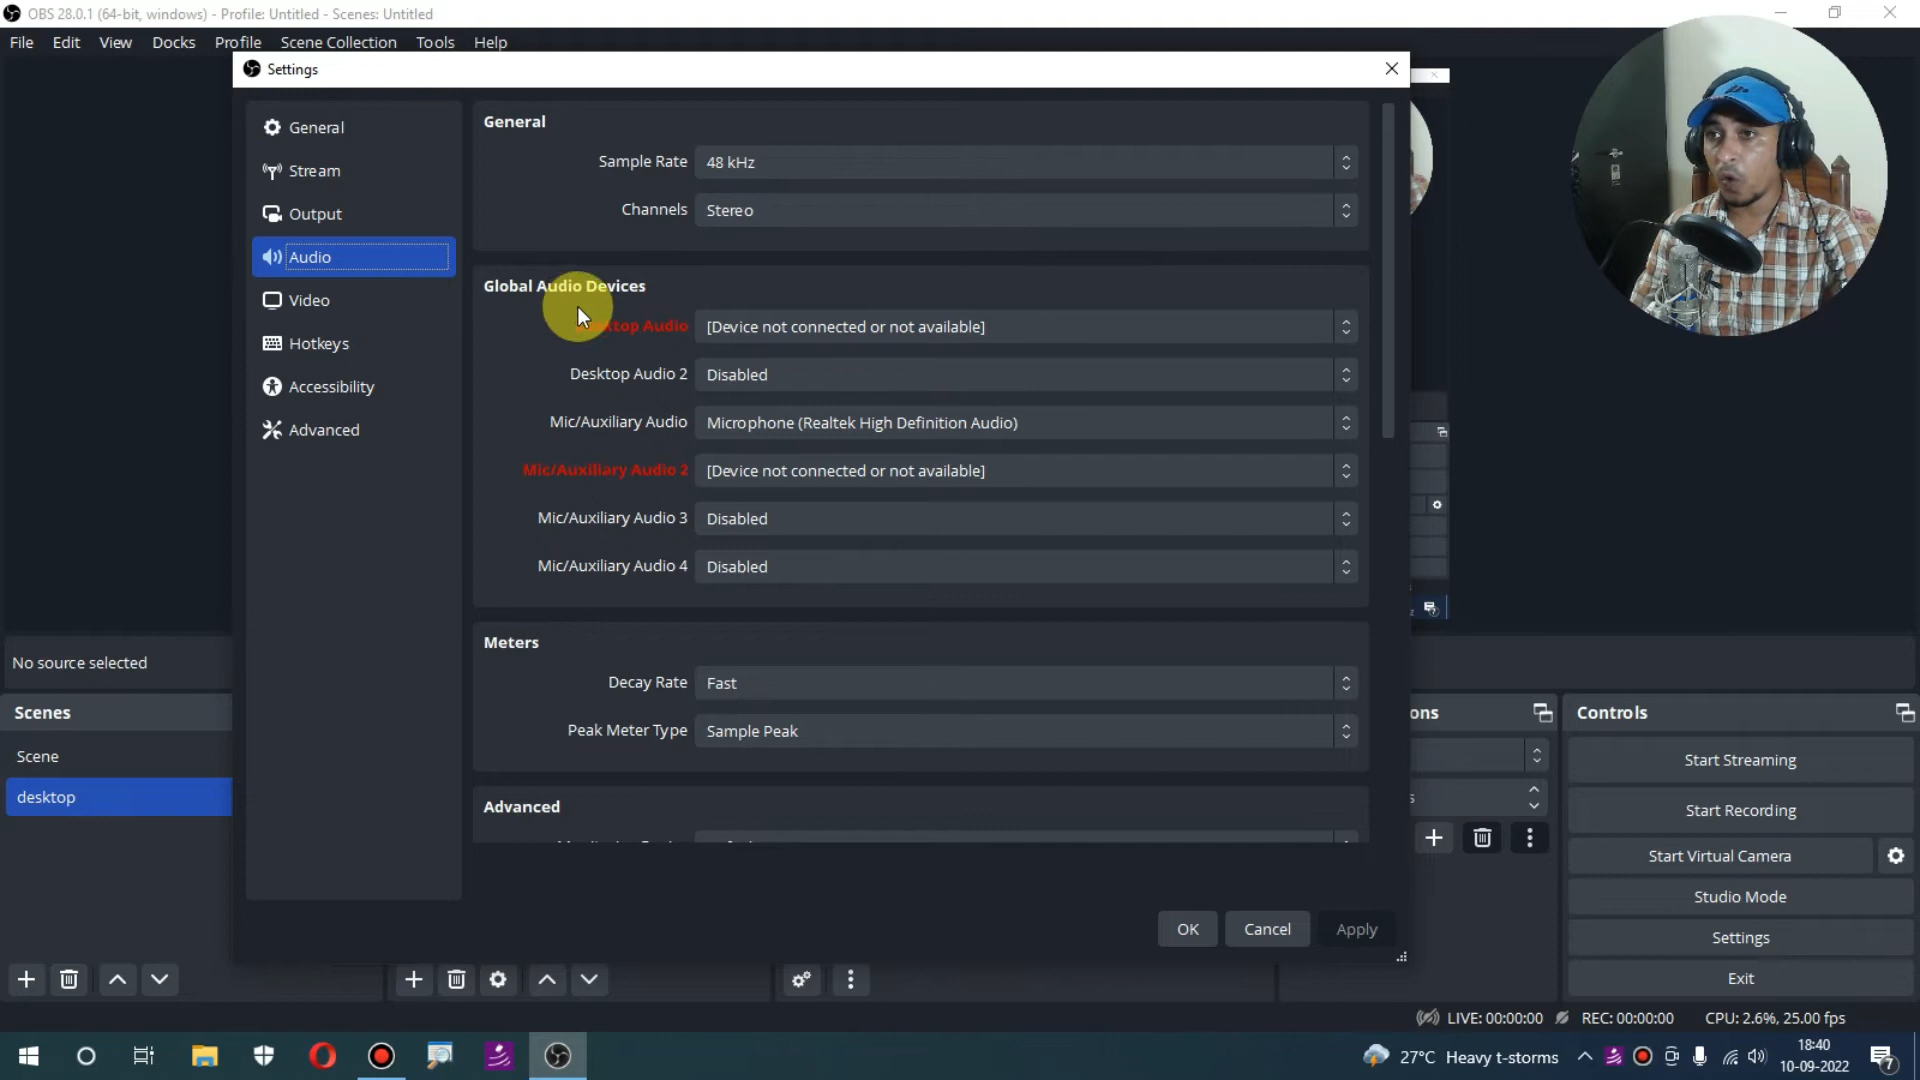 OBS 28.0.1 (64-bit, windows) - Profile: Untitled - Scenes: Untitled
File Edit View Docks Profile Scene Collection Tools Help
Settings
General
Stream
Output
Audio
Video
Hotkeys
Accessibility
Advanced
General
Sample Rate 48 kHz
Channels Stereo
Global Audio Devices
Desktop Audio [Device not connected or not available]
Desktop Audio 2 Disabled
Mic/Auxiliary Audio Microphone (Realtek High Definition Audio)
Mic/Auxiliary Audio 2 [Device not connected or not available]
Mic/Auxiliary Audio 3 Disabled
Mic/Auxiliary Audio 4 Disabled
Meters
Decay Rate Fast
Peak Meter Type Sample Peak
Advanced
OK Cancel Apply
No source selected
Scenes
Scene
desktop
ons
s
Controls
Start Streaming
Start Recording
Start Virtual Camera
Studio Mode
Settings
Exit
LIVE: 00:00:00 REC: 00:00:00 CPU: 2.6%, 25.00 fps
27°C Heavy t-storms
18:40
10-09-2022
7